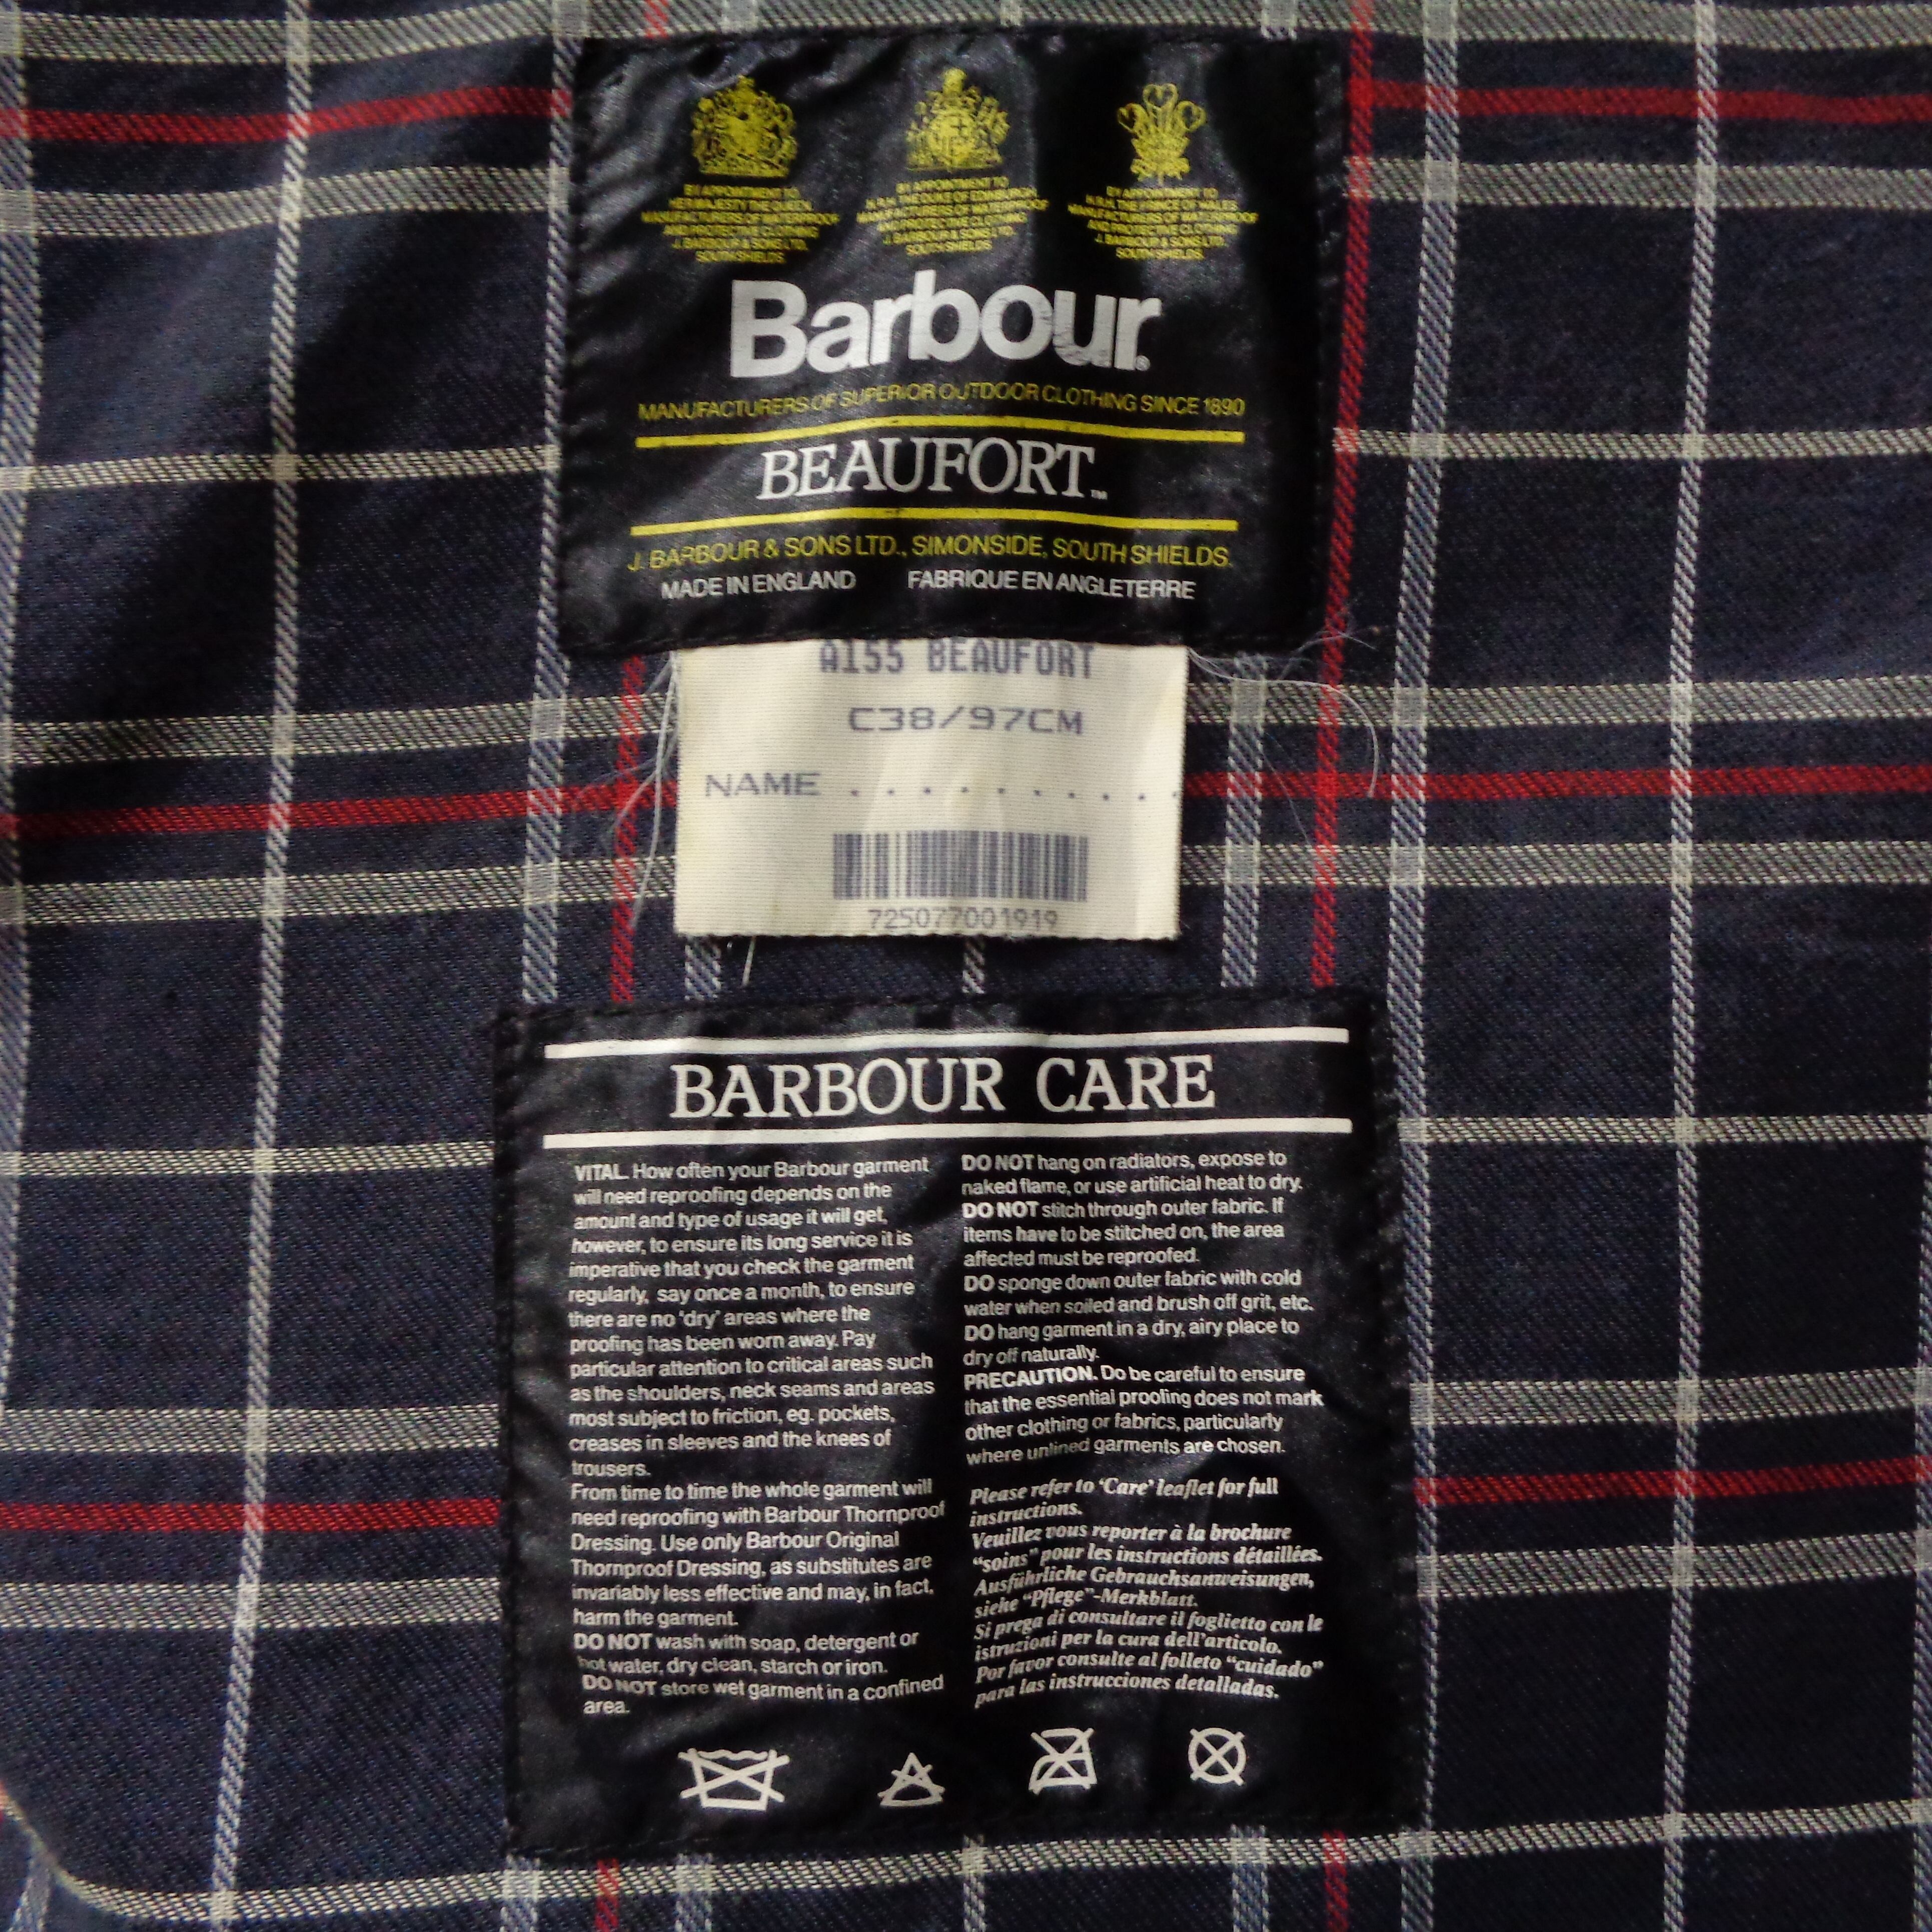 BY APPOINTMENT TO
HER MAJESTY THE QUEEN
MANUFACTURERS OF WATERPROOF
AND PROTECTIVE CLOTHING
J. BARBOUR & SONS LTD.
SOUTH SHIELDS.
BY APPOINTMENT TO
H.R.H. THE DUKE OF EDINBURGH
MANUFACTURERS OF WATERPROOF
AND PROTECTIVE CLOTHING
J. BARBOUR & SONS LTD.
SOUTH SHIELDS
BY APPOINTMENT TO
H.R.H. THE PRINCE OF WALES
MANUFACTURERS OF WATERPROOF
AND PROTECTIVE CLOTHING
J. BARBOUR & SONS LTD.
SOUTH SHIELDS.
Barbour®
MANUFACTURERS OF SUPERIOR OUTDOOR CLOTHING SINCE 1890
BEAUFORT™
J. BARBOUR & SONS LTD., SIMONSIDE, SOUTH SHIELDS.
MADE IN ENGLAND FABRIQUE EN ANGLETERRE
A155 BEAUFORT
C38/97CM
NAME . . . . . . . . . .
725077001919
BARBOUR CARE
VITAL. How often your Barbour garment
will need reproofing depends on the
amount and type of usage it will get,
however, to ensure its long service it is
imperative that you check the garment
regularly, say once a month, to ensure
there are no 'dry' areas where the
proofing has been worn away. Pay
particular attention to critical areas such
as the shoulders, neck seams and areas
most subject to friction, eg. pockets,
creases in sleeves and the knees of
trousers.
From time to time the whole garment will
need reproofing with Barbour Thornproof
Dressing. Use only Barbour Original
Thornproof Dressing, as substitutes are
invariably less effective and may, in fact,
harm the garment.
DO NOT wash with soap, detergent or
hot water, dry clean, starch or iron.
DO NOT store wet garment in a confined
area.
DO NOT hang on radiators, expose to
naked flame, or use artificial heat to dry.
DO NOT stitch through outer fabric. If
items have to be stitched on, the area
affected must be reproofed.
DO sponge down outer fabric with cold
water when soiled and brush off grit, etc.
DO hang garment in a dry, airy place to
dry off naturally.
PRECAUTION. Do be careful to ensure
that the essential proofing does not mark
other clothing or fabrics, particularly
where unlined garments are chosen.
Please refer to 'Care' leaflet for full
instructions.
Veuillez vous reporter à la brochure
"soins" pour les instructions détaillées.
Ausführliche Gebrauchsanweisungen,
siehe "Pflege"-Merkblatt.
Si prega di consultare il foglietto con le
istruzioni per la cura dell'articolo.
Por favor consulte al folleto "cuidado"
para las instrucciones detalladas.